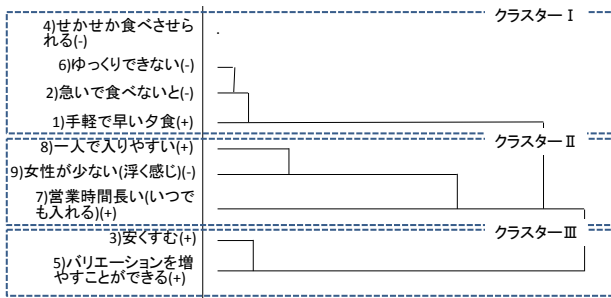 クラスターⅠ
4)せかせか食べさせら
れる(-)
6)ゆっくりできない(-)
2)急いで食べないと(-)
1)手軽で早い夕食(+)
クラスターⅡ
8)一人で入りやすい(+)
9)女性が少ない(浮く感じ)(-)
7)営業時間長い(いつで
も入れる)(+)
クラスターⅢ
3)安くすむ(+)
5)バリエーションを増
やすことができる(+)